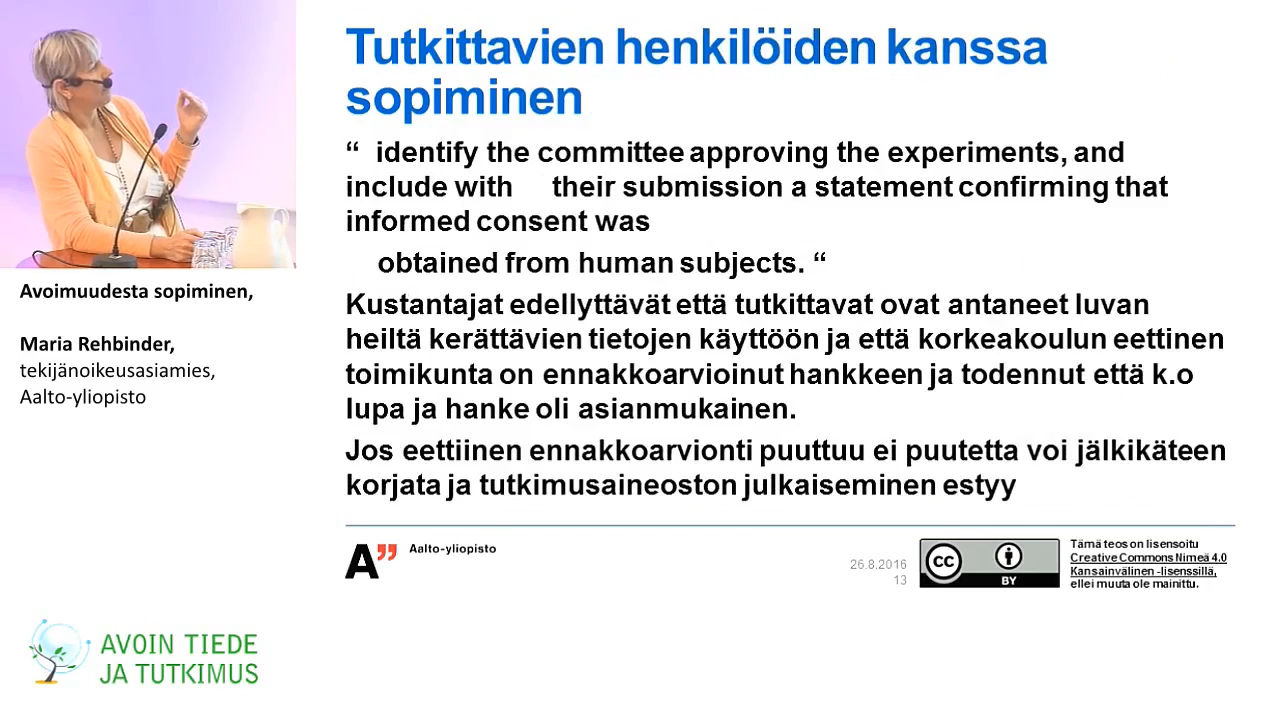 Tutkittavien henkilöiden kanssa
sopiminen
“ identify the committee approving the experiments, and
include with their submission a statement confirming that
informed consent was
obtained from human subjects. “
Kustantajat edellyttävät että tutkittavat ovat antaneet luvan
heiltä kerättävien tietojen käyttöön ja että korkeakoulun eettinen
toimikunta on ennakkoarvioinut hankkeen ja todennut että k.o
lupa ja hanke oli asianmukainen.
Jos eettiinen ennakkoarvionti puuttuu ei puutetta voi jälkikäteen
korjata ja tutkimusaineoston julkaiseminen estyy
Avoimuudesta sopiminen,
Maria Rehbinder,
tekijänoikeusasiamies,
Aalto-yliopisto
A” Aalto-yliopisto
26.8.2016
13
CC BY
Tämä teos on lisensoitu
Creative Commons Nimeä 4.0
Kansainvälinen -lisenssillä,
ellei muuta ole mainittu.
AVOIN TIEDE
JA TUTKIMUS